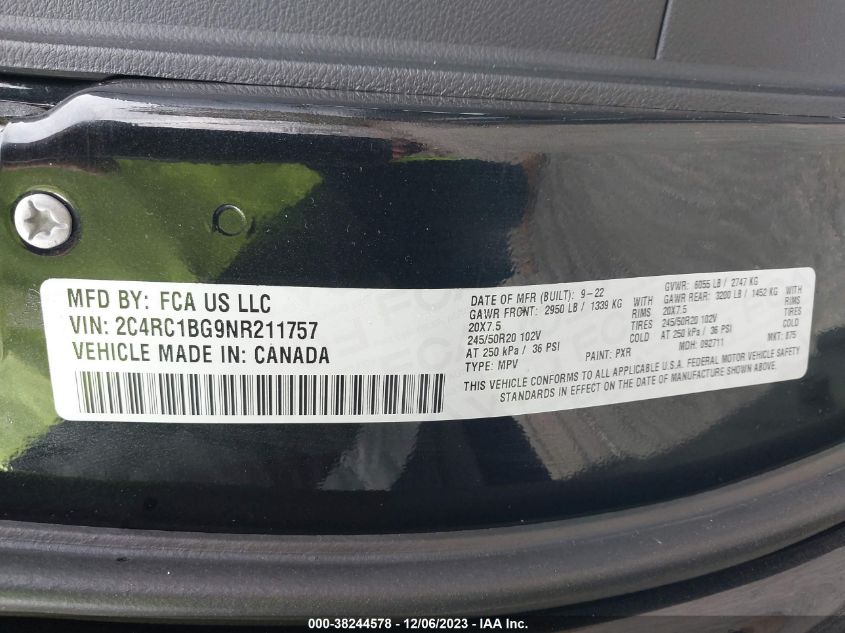 MFD BY: FCA US LLC
VIN: 2C4RC1BG9NR211757
VEHICLE MADE IN: CANADA
DATE OF MFR (BUILT): 9-22 GVWR: 6055 LB / 2747 KG
GAWR FRONT: 2950 LB / 1339 KG GAWR REAR: 3200 LB / 1452 KG
20X7.5 RIMS 20X7.5 RIMS
245/50R20 102V TIRES 245/50R20 102V TIRES
AT 250 kPa / 36 PSI COLD AT 250 kPa / 36 PSI COLD
TYPE: MPV PAINT: PXR MDH: 092711 MKT: 875
THIS VEHICLE CONFORMS TO ALL APPLICABLE U.S.A. FEDERAL MOTOR VEHICLE SAFETY
STANDARDS IN EFFECT ON THE DATE OF MANUFACTURE SHOWN ABOVE.
000-38244578 - 12/06/2023 - © IAA Inc.